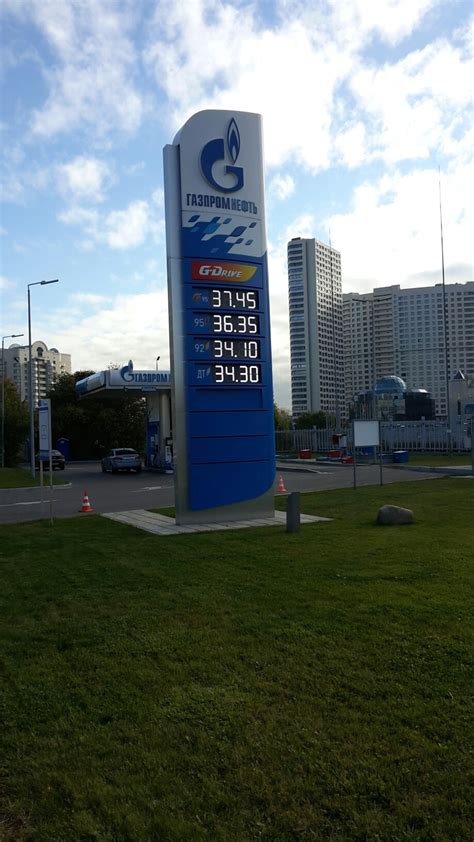 ГАЗПРОМНЕФТЬ
G-DRIVE
G 95 37.45
95 36.35
92 34.10
ДТ 34.30
ГАЗПРОМ